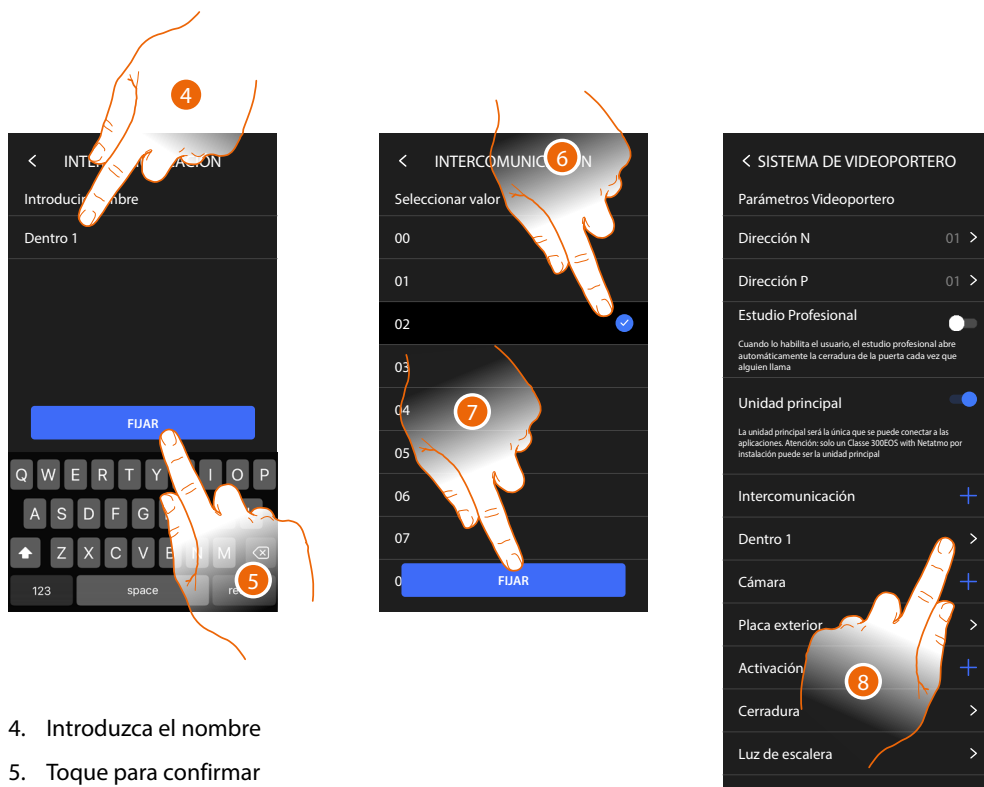 4
INTE
CACIÓN
Introducir
mbre
Dentro 1
FIJAR
Q W E R T Y I O P
A S D F G
Z X C V B N M
123 space re
5
6
INTERCOMUNIC
N
Seleccionar valor
00
01
02
03
04
7
05
06
07
0
FIJAR
SISTEMA DE VIDEOPORTERO
Parámetros Videoportero
Dirección N 01
Dirección P 01
Estudio Profesional
Cuando lo habilita el usuario, el estudio profesional abre
automáticamente la cerradura de la puerta cada vez que
alguien llama
Unidad principal
La unidad principal será la única que se puede conectar a las
aplicaciones. Atención: solo un Classe 300EOS with Netatmo por
instalación puede ser la unidad principal
Intercomunicación
Dentro 1
Cámara
Placa exterior
Activación
8
Cerradura
Luz de escalera
4. Introduzca el nombre
5. Toque para confirmar